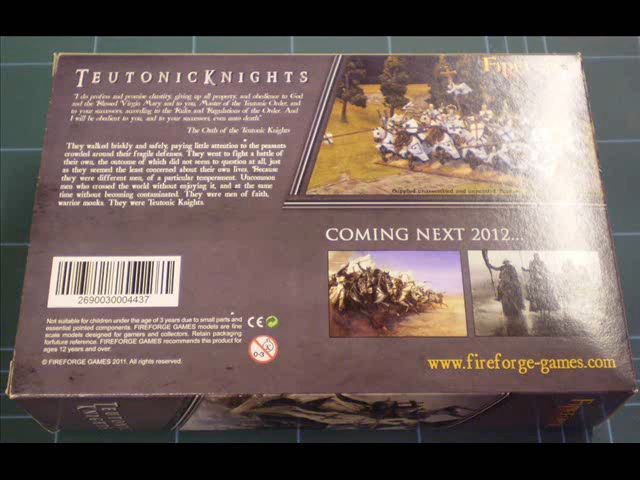 TEUTONIC KNIGHTS
"I do profess and promise chastity, giving up all property, and obedience to God
and the Blessed Virgin Mary and to you, Master of the Teutonic Order, and
to your successors, according to the Rules and Regulations of the Order. And
I will be obedient to you, and to your successors, even unto death"
The Oath of the Teutonic Knights
They walked briskly and safely, paying little attention to the peasants
crowded around their fragile defenses. They went to fight a battle of
their own, the outcome of which did not seem to question at all, just
as they seemed the least concerned about their own lives. Because
they were different men, of a particular temperament. Uncommon
men who crossed the world without enjoying it, and at the same
time without becoming contaminated. They were men of faith,
warrior monks. They were Teutonic Knights.
Supplied unassembled and unpainted
COMING NEXT 2012...
2690030004437
Not suitable for children under the age of 3 years due to small parts and
essential pointed components. FIREFORGE GAMES models are fine
scale models designed for gamers and collectors. Retain packaging
forfuture reference. FIREFORGE GAMES recommends this product for
ages 12 years and over.
CE
0-3
© FIREFORGE GAMES 2011. All rights reserved.
www.fireforge-games.com
TEUTONIC
KNIGHTS